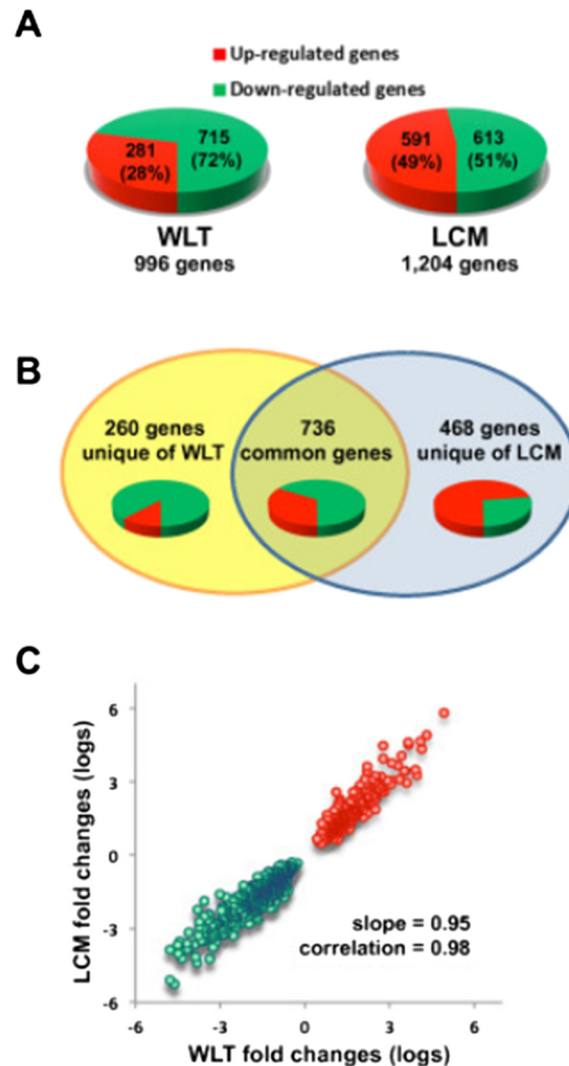 A
Up-regulated genes
Down-regulated genes
281
(28%)
715
(72%)
591
(49%)
613
(51%)
WLT
996 genes
LCM
1,204 genes
B
260 genes
unique of WLT
736
common genes
468 genes
unique of LCM
C
LCM fold changes (logs)
6
3
0
-3
-6
slope = 0.95
correlation = 0.98
-6
-3
0
3
6
WLT fold changes (logs)